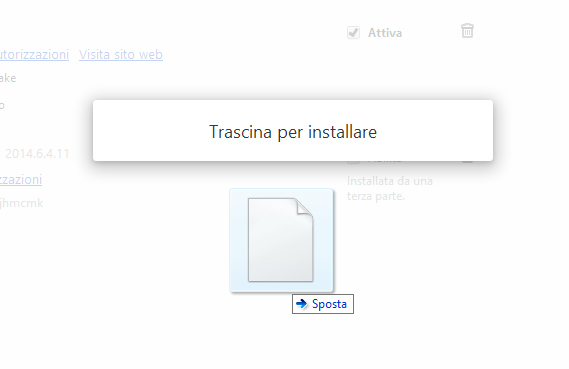 Attiva
utorizzazioni Visita sito web
ake
o
Trascina per installare
2014.6.4.11
zzazioni
Installata da una
terza parte.
jhmcmk
Sposta